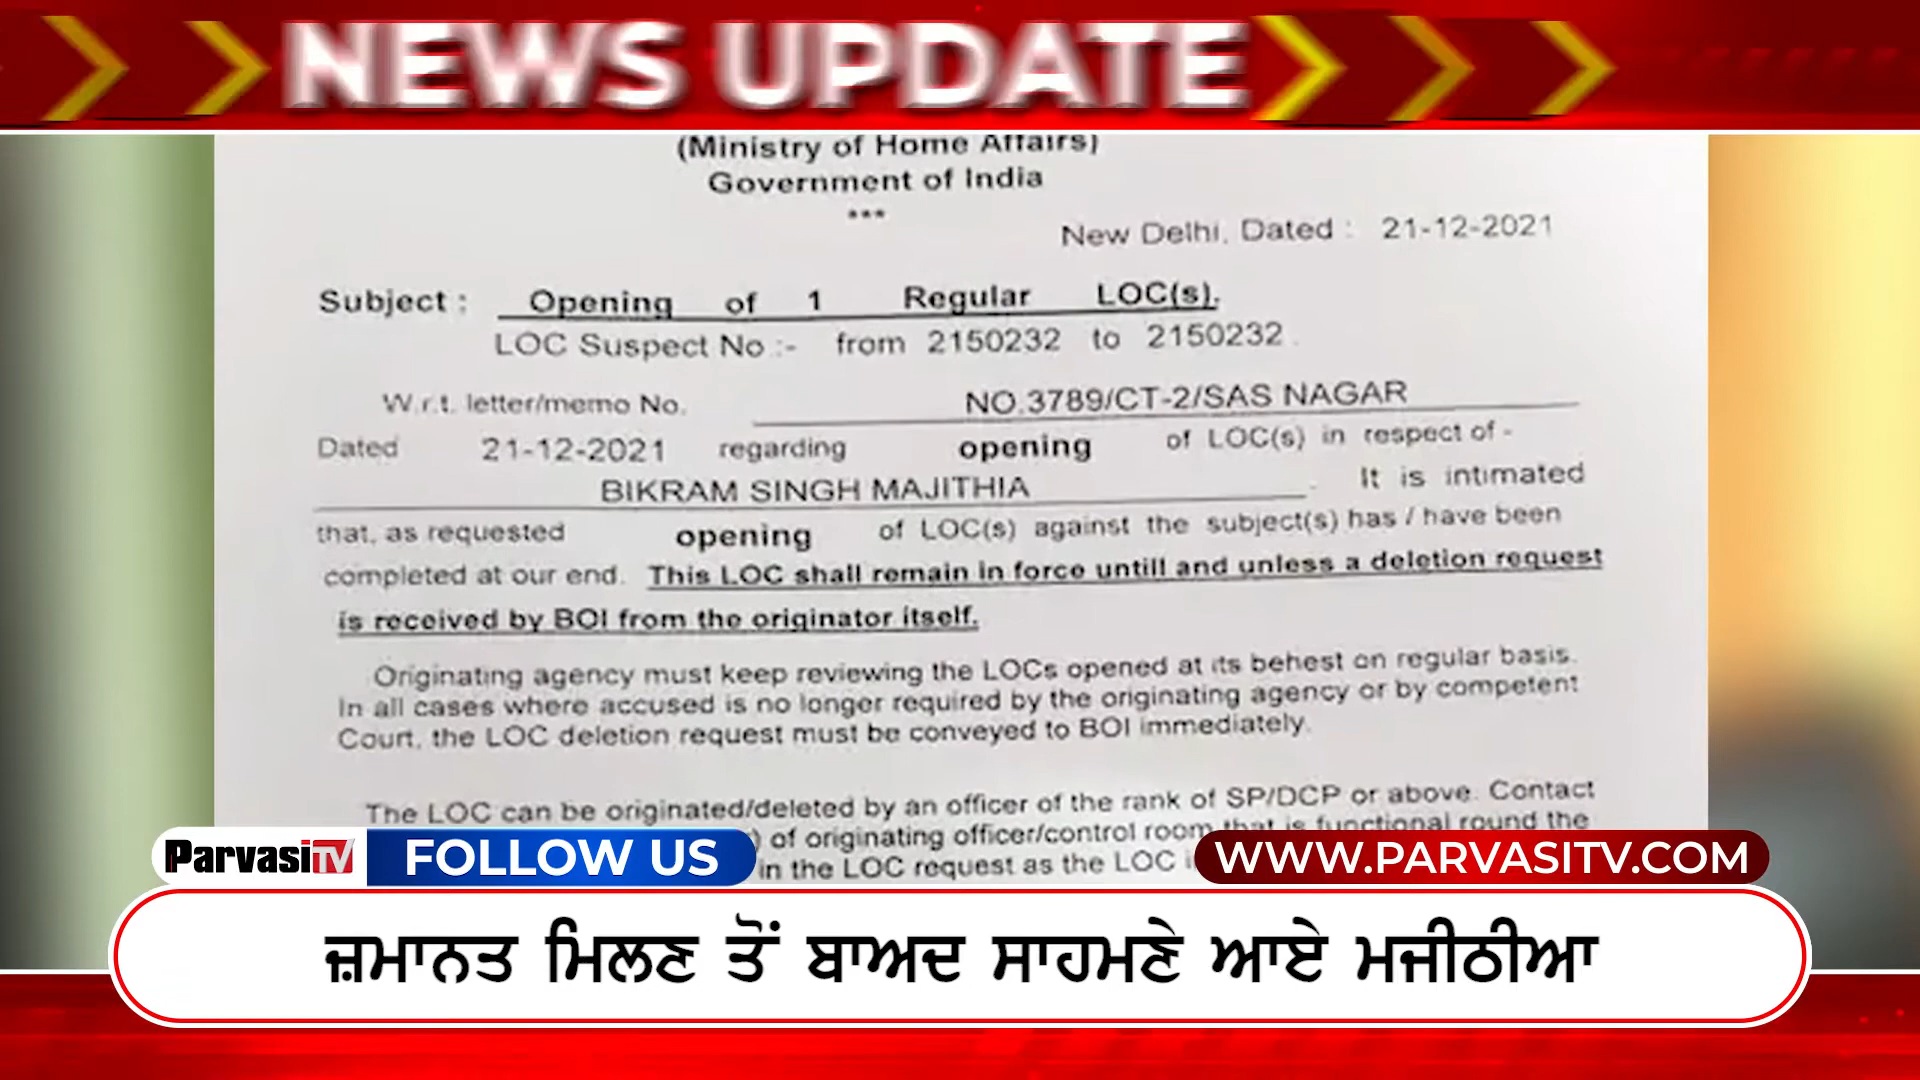 NEWS UPDATE
(Ministry of Home Affairs)
Government of India
***
New Delhi, Dated : 21-12-2021
Subject : Opening of 1 Regular LOC(s).
LOC Suspect No :- from 2150232 to 2150232
W.r.t. letter/memo No. NO.3789/CT-2/SAS NAGAR
Dated 21-12-2021 regarding opening of LOC(s) in respect of -
BIKRAM SINGH MAJITHIA . It is intimated
that, as requested opening of LOC(s) against the subject(s) has / have been
completed at our end. This LOC shall remain in force untill and unless a deletion request
is received by BOI from the originator itself.
Originating agency must keep reviewing the LOCs opened at its behest on regular basis.
In all cases where accused is no longer required by the originating agency or by competent
Court, the LOC deletion request must be conveyed to BOI immediately.
The LOC can be originated/deleted by an officer of the rank of SP/DCP or above. Contact
) of originating officer/control room that is functional round the
in the LOC request as the LOC
ParvasiTV FOLLOW US
WWW.PARVASITV.COM
ਜ਼ਮਾਨਤ ਮਿਲਣ ਤੋਂ ਬਾਅਦ ਸਾਹਮਣੇ ਆਏ ਮਜੀਠੀਆ